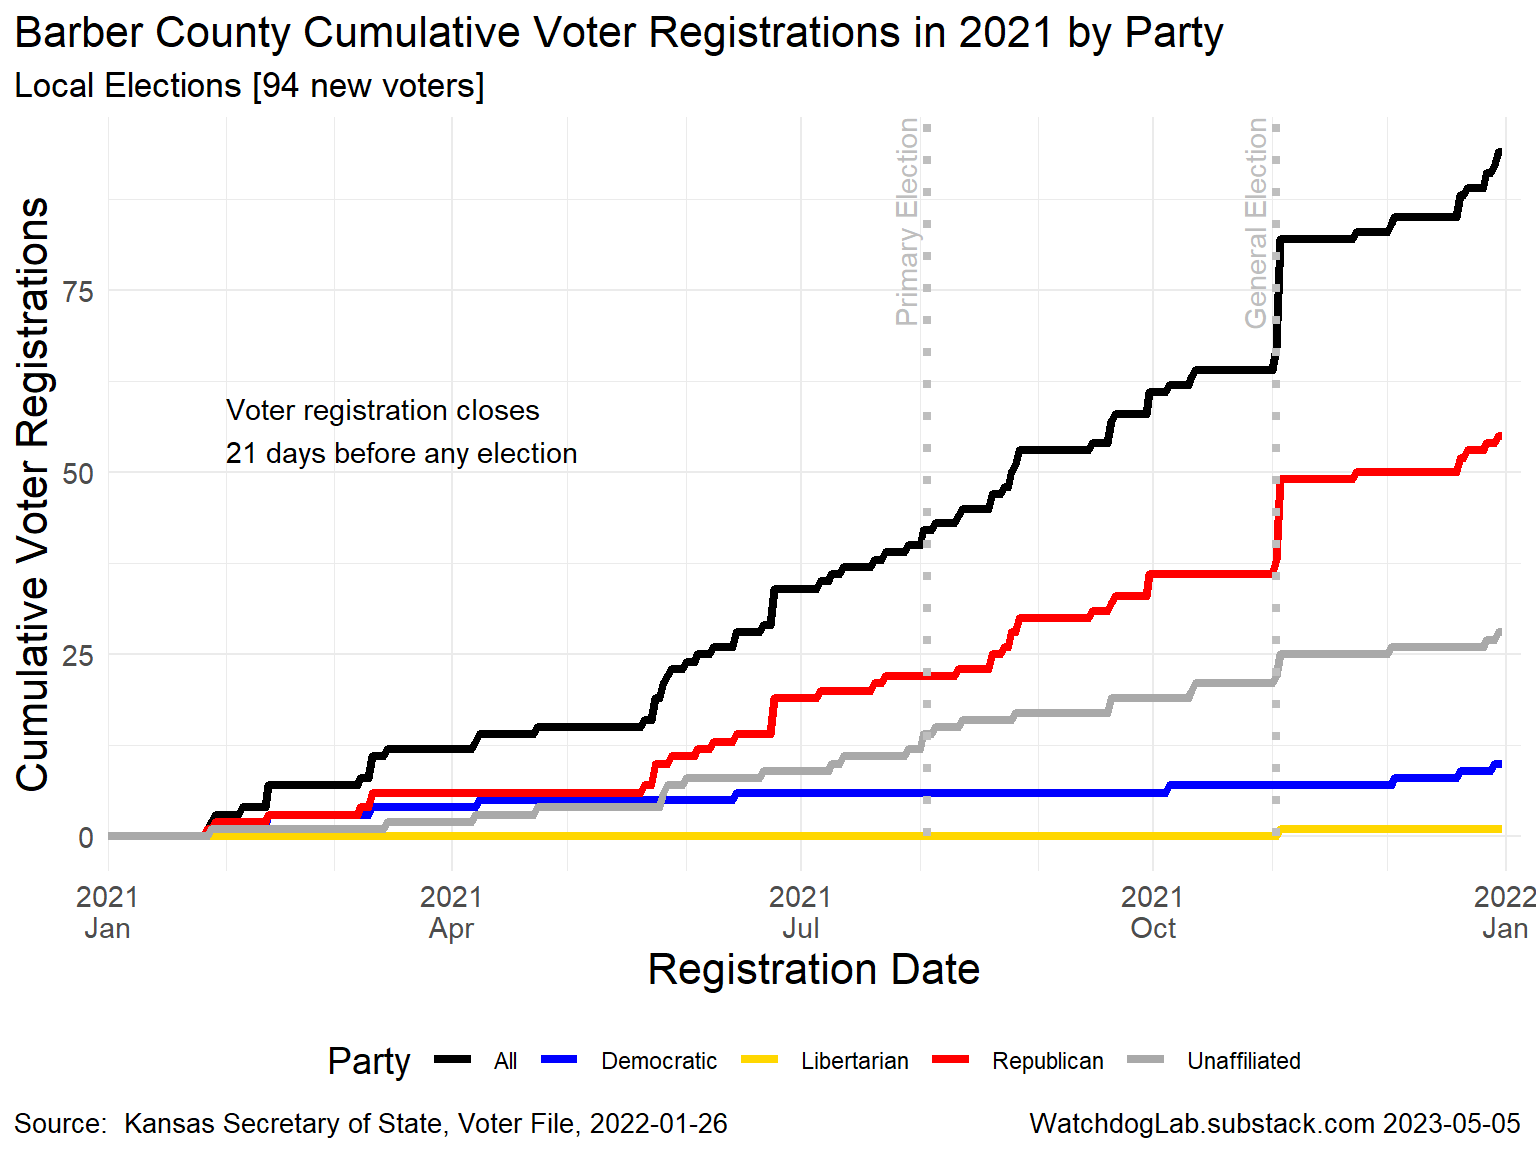 Barber County Cumulative Voter Registrations in 2021 by Party
Local Elections [94 new voters]
Cumulative Voter Registrations
75
50
25
0
Primary Election
General Election
Voter registration closes
21 days before any election
2021 2021 2021 2021 2022
Jan Apr Jul Oct Jan
Registration Date
Party All Democratic Libertarian Republican Unaffiliated
Source:  Kansas Secretary of State, Voter File, 2022-01-26
WatchdogLab.substack.com 2023-05-05